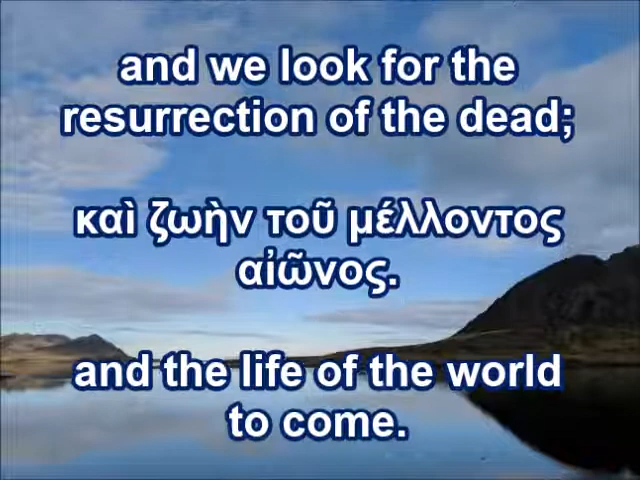 and we look for the
resurrection of the dead;
καὶ ζωὴν τοῦ μέλλοντος
αἰῶνος.
and the life of the world
to come.